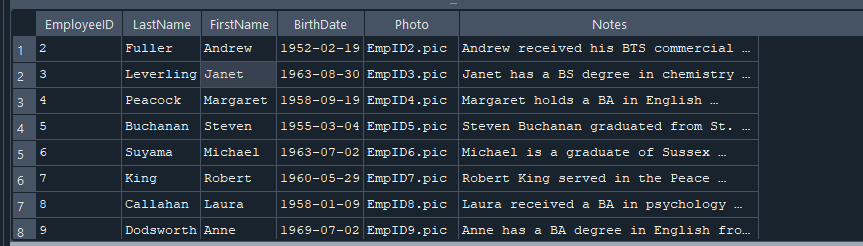 EmployeeID LastName FirstName BirthDate Photo Notes
1 2 Fuller Andrew 1952-02-19 EmpID2.pic Andrew received his BTS commercial …
2 3 Leverling Janet 1963-08-30 EmpID3.pic Janet has a BS degree in chemistry …
3 4 Peacock Margaret 1958-09-19 EmpID4.pic Margaret holds a BA in English …
4 5 Buchanan Steven 1955-03-04 EmpID5.pic Steven Buchanan graduated from St. …
5 6 Suyama Michael 1963-07-02 EmpID6.pic Michael is a graduate of Sussex …
6 7 King Robert 1960-05-29 EmpID7.pic Robert King served in the Peace …
7 8 Callahan Laura 1958-01-09 EmpID8.pic Laura received a BA in psychology …
8 9 Dodsworth Anne 1969-07-02 EmpID9.pic Anne has a BA degree in English fro…